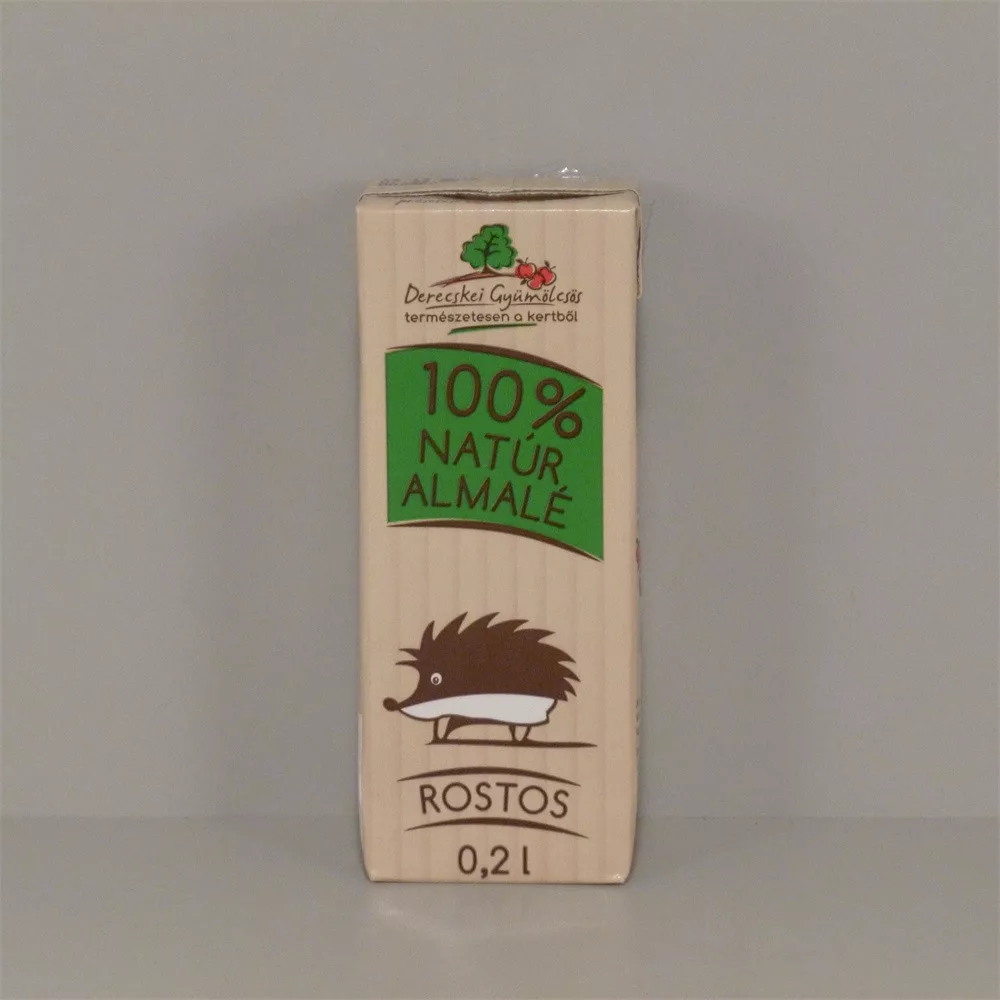 Derecskei Gyümölcsös
természetesen a kertből
100%
NATÚR
ALMALÉ
ROSTOS
0,2 l